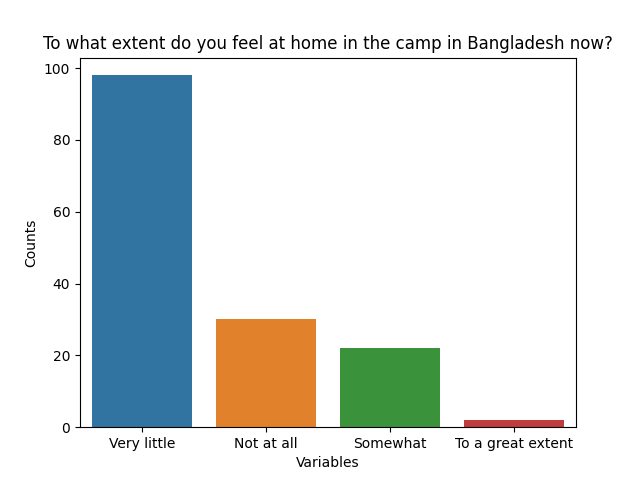 To what extent do you feel at home in the camp in Bangladesh now?
100
80
60
40
20
0
Counts
Very little
Not at all
Somewhat
To a great extent
Variables